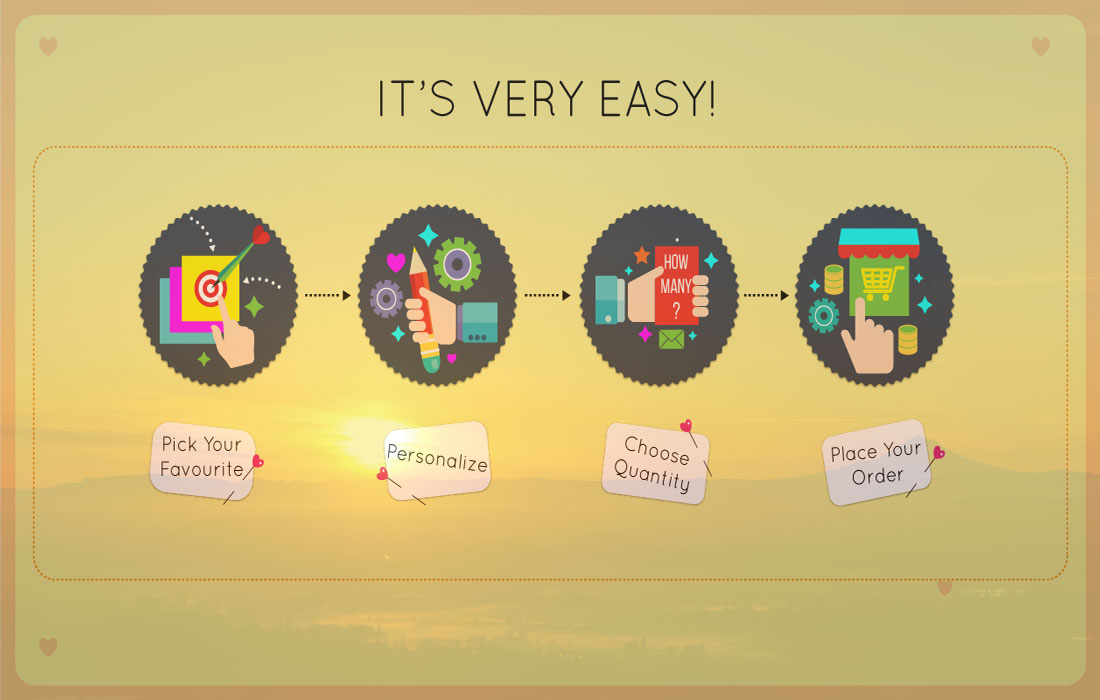 IT'S VERY EASY!
HOW
MANY
?
Pick Your
Favourite
Personalize
Choose
Quantity
Place Your
Order